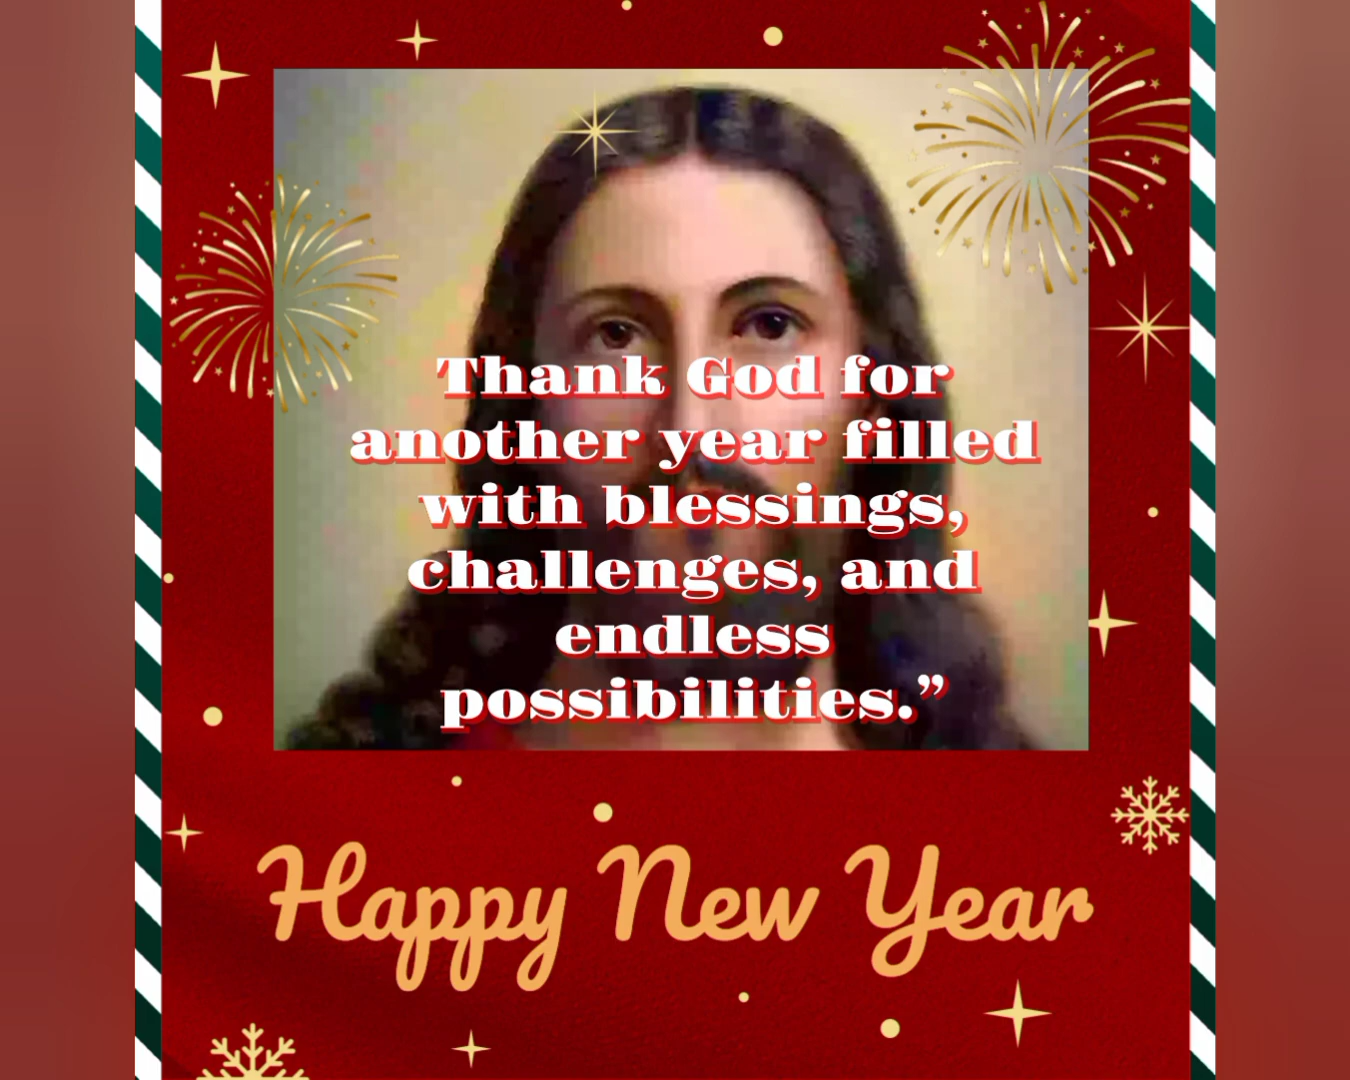 Thank God for
another year filled
with blessings,
challenges, and
endless
possibilities.”
Happy New Year